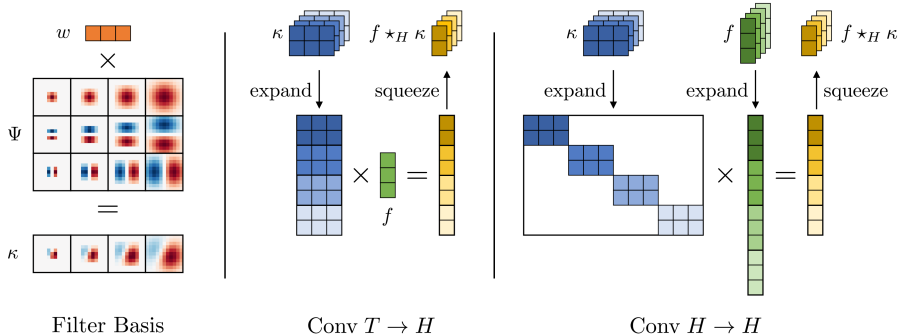 w
×
Ψ
=
κ
Filter Basis
κ
f ⋆_H κ
expand
squeeze
×
=
f
Conv T → H
κ
f
f ⋆_H κ
expand
expand
squeeze
×
=
Conv H → H